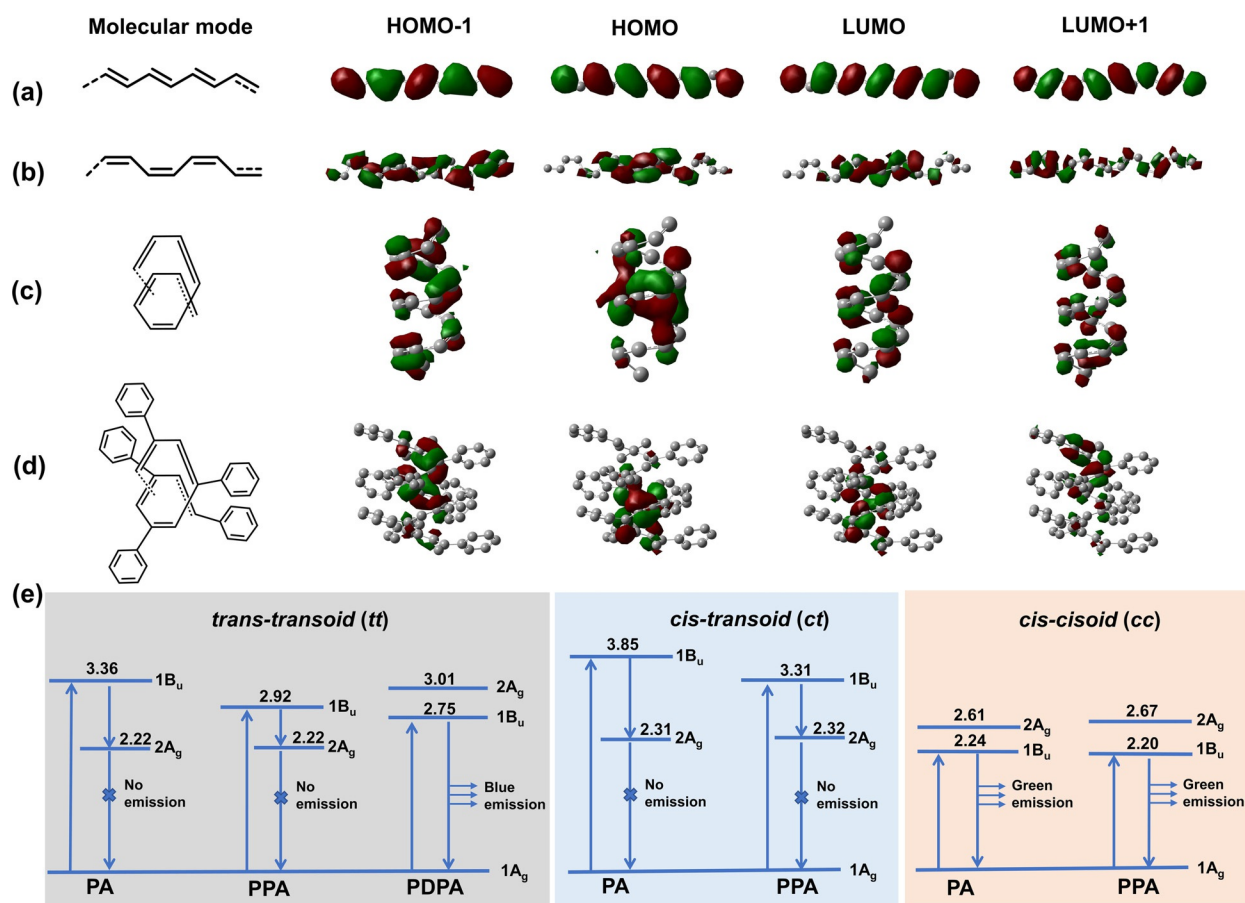 Molecular mode HOMO-1 HOMO LUMO LUMO+1
(a)
(b)
(c)
(d)
(e)
trans-transoid (tt)
3.36 1Bu
2.22 2Ag
No
emission
PA
2.92 1Bu
2.22 2Ag
No
emission
PPA
3.01 2Ag
2.75 1Bu
Blue
emission
PDPA
1Ag
cis-transoid (ct)
3.85 1Bu
2.31 2Ag
No
emission
PA
3.31 1Bu
2.32 2Ag
No
emission
PPA
1Ag
cis-cisoid (cc)
2.61 2Ag
2.24 1Bu
Green
emission
PA
2.67 2Ag
2.20 1Bu
Green
emission
PPA
1Ag